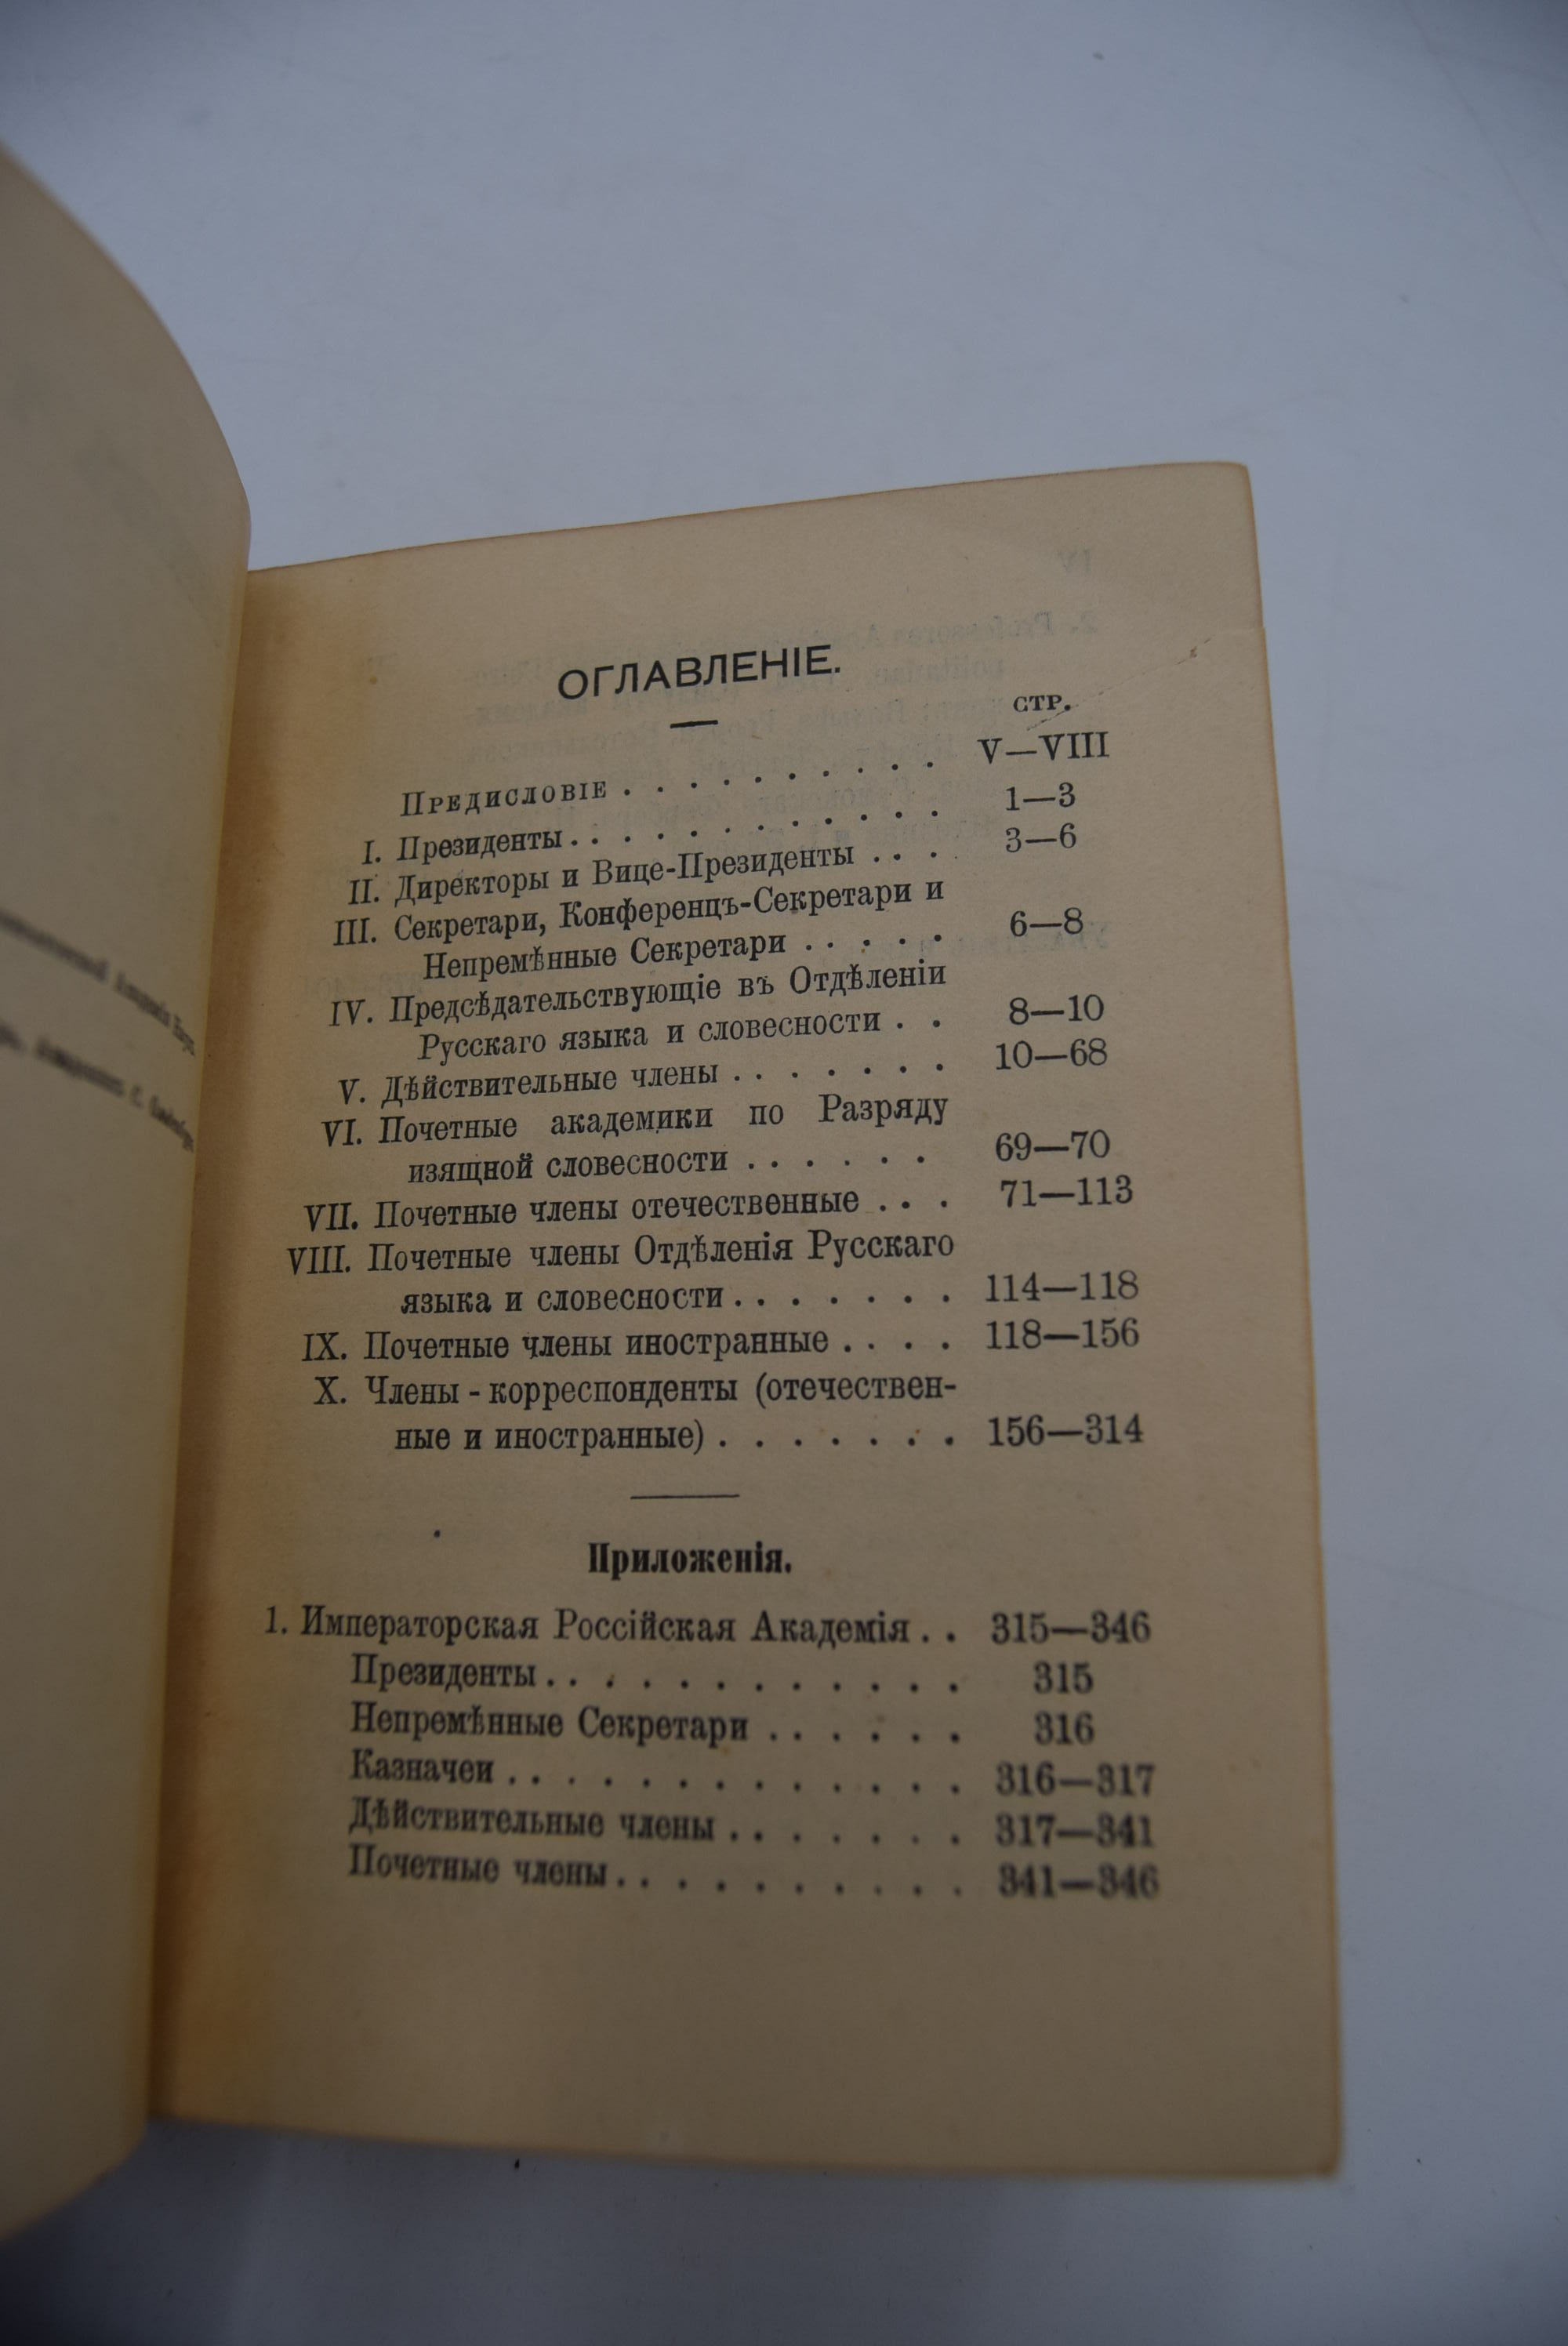 ОГЛАВЛЕНІЕ.
СТР.
Предисловіе . . . . . . . . . . V—VIII
I. Президенты . . . . . . . . . . . . 1—3
II. Директоры и Вице-Президенты . . . 3—6
III. Секретари, Конференцъ-Секретари и
Непремѣнные Секретари . . . . . 6—8
IV. Предсѣдательствующіе въ Отдѣленіи
Русскаго языка и словесности . . 8—10
V. Дѣйствительные члены . . . . . . . 10—68
VI. Почетные академики по Разряду
изящной словесности . . . . . . 69—70
VII. Почетные члены отечественные . . . 71—113
VIII. Почетные члены Отдѣленія Русскаго
языка и словесности . . . . . . . 114—118
IX. Почетные члены иностранные . . . . 118—156
X. Члены - корреспонденты (отечествен-
ные и иностранные) . . . . . . . 156—314
Приложенія.
1. Императорская Россійская Академія . . 315—346
Президенты . . . . . . . . . . . . 315
Непремѣнные Секретари . . . . . . 316
Казначеи . . . . . . . . . . . . . 316—317
Дѣйствительные члены . . . . . . . 317—341
Почетные члены . . . . . . . . . . 341—346